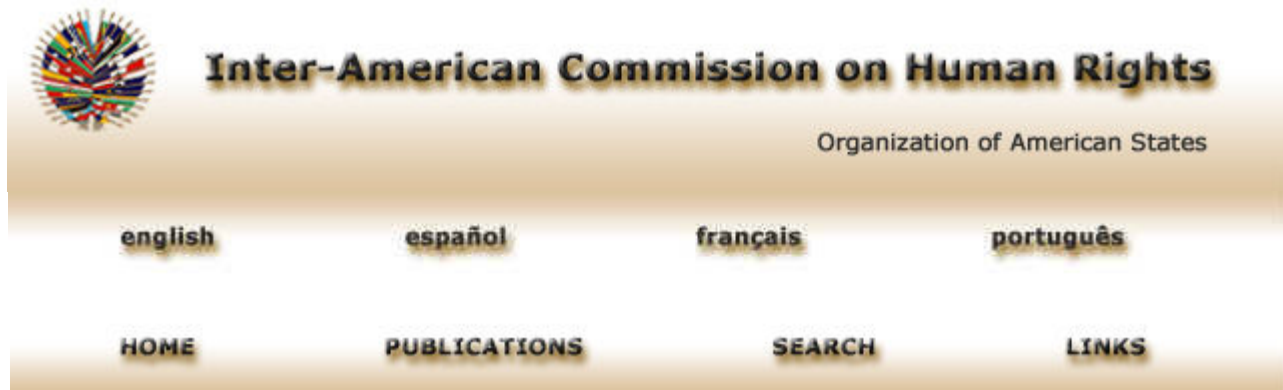 Inter-American Commission on Human Rights
Organization of American States
english español français português
HOME PUBLICATIONS SEARCH LINKS